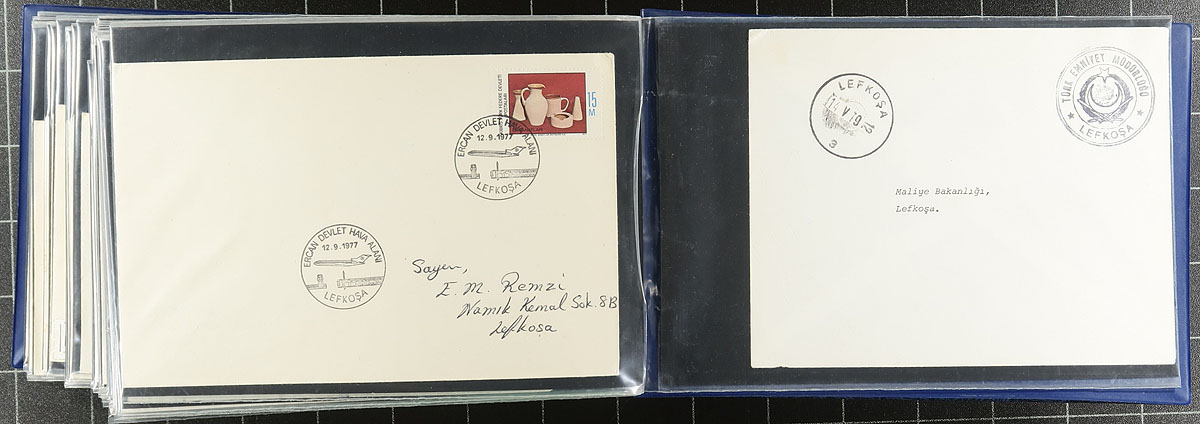 15
M
ERCAN DEVLET HAVA ALANI
12.9.1977
LEFKOŞA
ERCAN DEVLET HAVA ALANI
12.9.1977
LEFKOŞA
Sayın,
E. M. Remzi
Namık Kemal Sok. 8B
Lefkoşa
LEFKOŞA
3
TÜRK EMNİYET MÜDÜRLÜĞÜ
LEFKOŞA
Maliye Bakanlığı,
Lefkoşa.